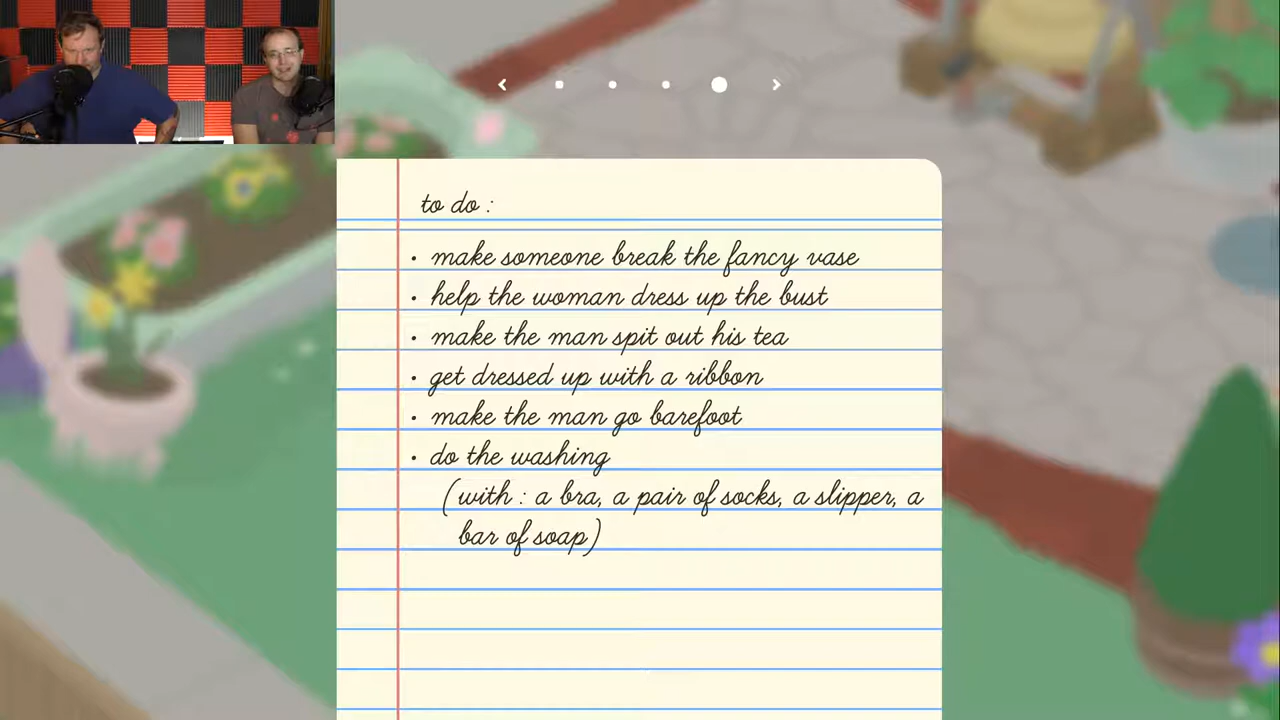 to do :
• make someone break the fancy vase
• help the woman dress up the bust
• make the man spit out his tea
• get dressed up with a ribbon
• make the man go barefoot
• do the washing
(with : a bra, a pair of socks, a slipper, a
bar of soap)